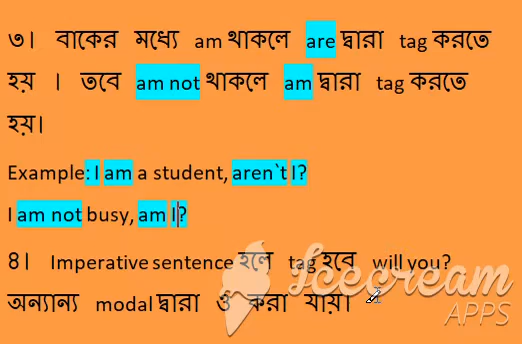 ৩। বাকের মধ্যে am থাকলে are দ্বারা tag করতে
হয় । তবে am not থাকলে am দ্বারা tag করতে
হয়।
Example: I am a student, aren`t I?
I am not busy, am I?
8। Imperative sentence হলে tag হবে will you?
অন্যান্য modal দ্বারা ও করা যায়।
Icecream
APPS